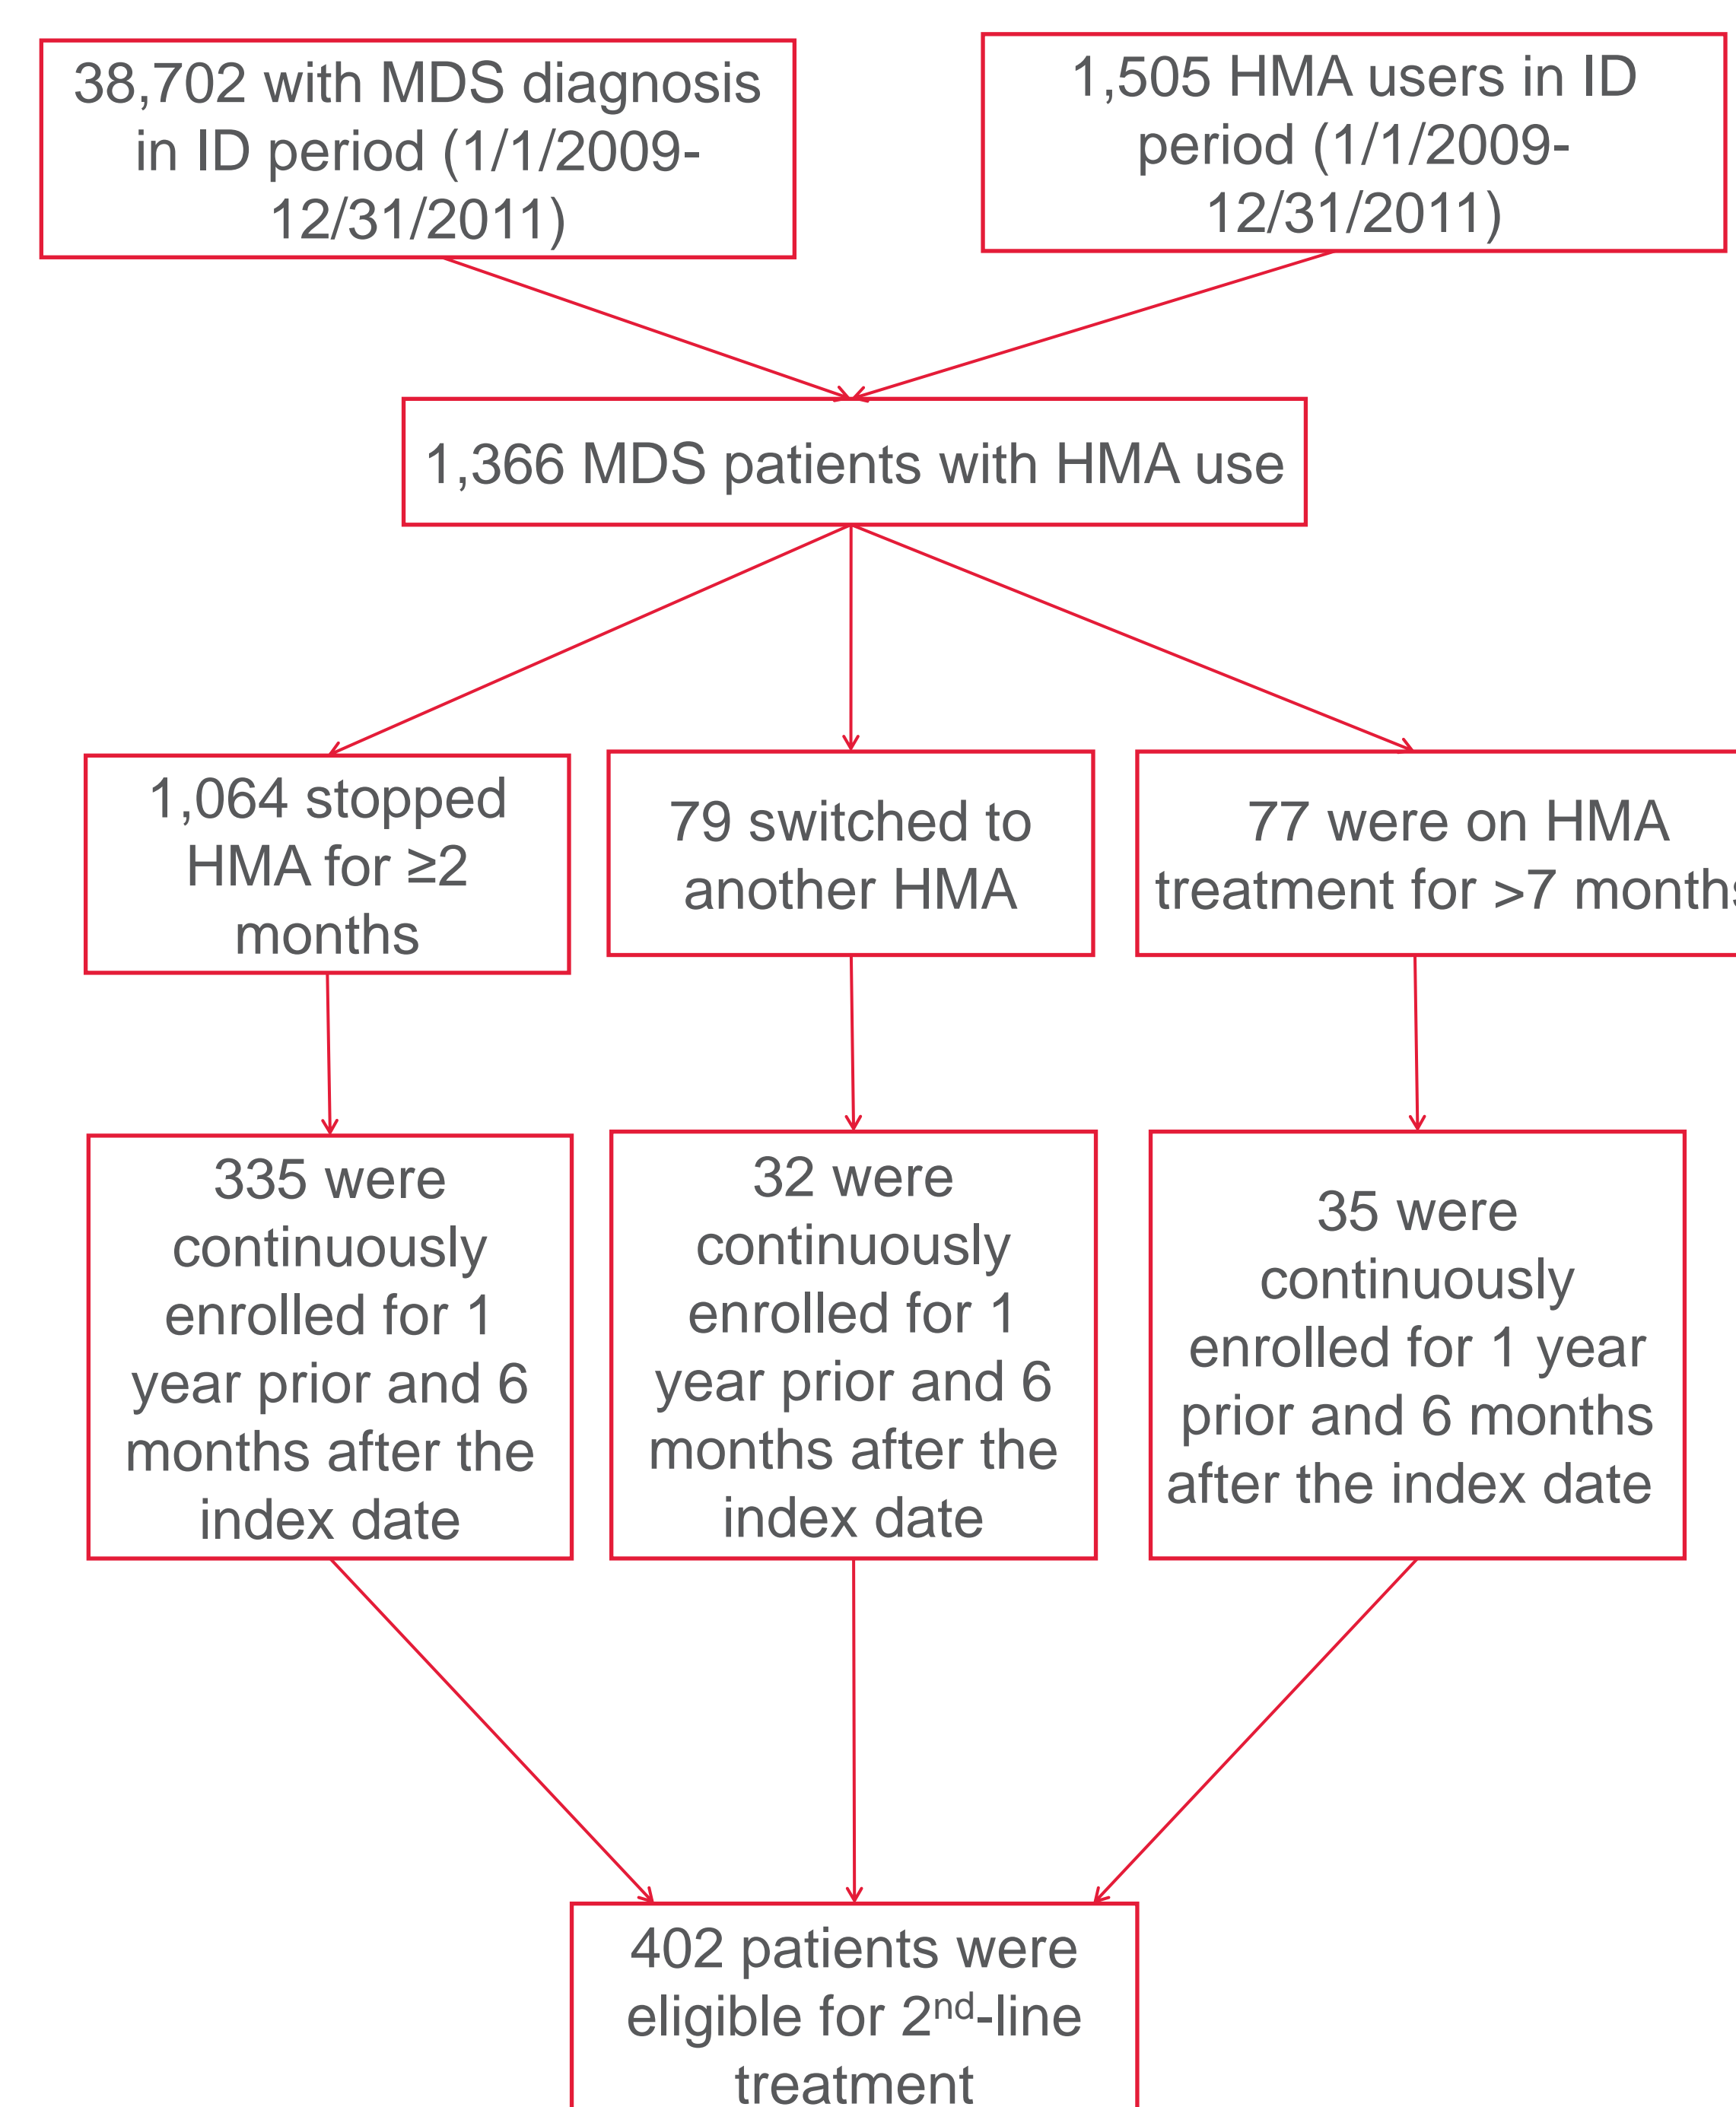 38,702 with MDS diagnosis
in ID period (1/1/2009-
12/31/2011)
1,505 HMA users in ID
period (1/1/2009-
12/31/2011)
1,366 MDS patients with HMA use
1,064 stopped
HMA for ≥2
months
79 switched to
another HMA
77 were on HMA
treatment for >7 months
335 were
continuously
enrolled for 1
year prior and 6
months after the
index date
32 were
continuously
enrolled for 1
year prior and 6
months after the
index date
35 were
continuously
enrolled for 1 year
prior and 6 months
after the index date
402 patients were
eligible for 2nd-line
treatment